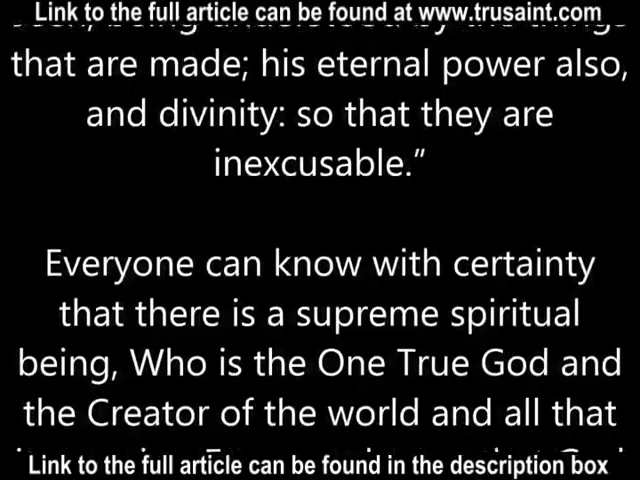 Link to the full article can be found at www.trusaint.com
that are made; his eternal power also,
and divinity: so that they are
inexcusable.”
Everyone can know with certainty
that there is a supreme spiritual
being, Who is the One True God and
the Creator of the world and all that
Link to the full article can be found in the description box